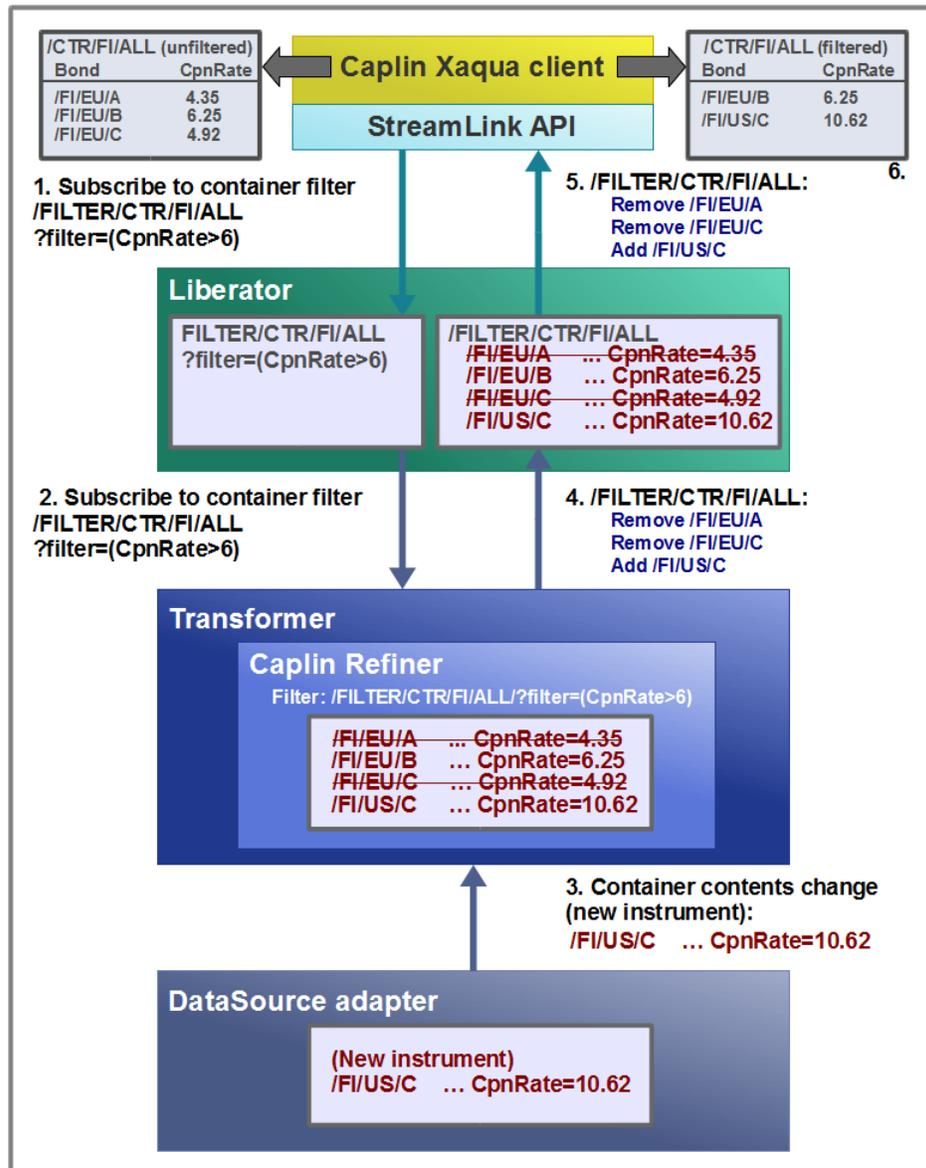 /CTR/FI/ALL (unfiltered)
Bond CpnRate
/FI/EU/A 4.35
/FI/EU/B 6.25
/FI/EU/C 4.92
Caplin Xaqua client
StreamLink API
/CTR/FI/ALL (filtered)
Bond CpnRate
/FI/EU/B 6.25
/FI/US/C 10.62
6.
1. Subscribe to container filter
/FILTER/CTR/FI/ALL
?filter=(CpnRate>6)
5. /FILTER/CTR/FI/ALL:
Remove /FI/EU/A
Remove /FI/EU/C
Add /FI/US/C
Liberator
FILTER/CTR/FI/ALL
?filter=(CpnRate>6)
/FILTER/CTR/FI/ALL
/FI/EU/A ... CpnRate=4.35
/FI/EU/B ... CpnRate=6.25
/FI/EU/C ... CpnRate=4.92
/FI/US/C ... CpnRate=10.62
2. Subscribe to container filter
/FILTER/CTR/FI/ALL
?filter=(CpnRate>6)
4. /FILTER/CTR/FI/ALL:
Remove /FI/EU/A
Remove /FI/EU/C
Add /FI/US/C
Transformer
Caplin Refiner
Filter: /FILTER/CTR/FI/ALL/?filter=(CpnRate>6)
/FI/EU/A ... CpnRate=4.35
/FI/EU/B ... CpnRate=6.25
/FI/EU/C ... CpnRate=4.92
/FI/US/C ... CpnRate=10.62
3. Container contents change
(new instrument):
/FI/US/C ... CpnRate=10.62
DataSource adapter
(New instrument)
/FI/US/C ... CpnRate=10.62